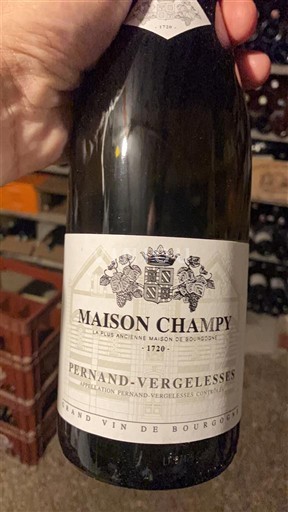 - 1720 -
MAISON CHAMPY
LA PLUS ANCIENNE MAISON DE BOURGOGNE
- 1720 -
PERNAND-VERGELESSES
APPELLATION PERNAND-VERGELESSES CONTRÔLÉE
GRAND VIN DE BOURGOGNE